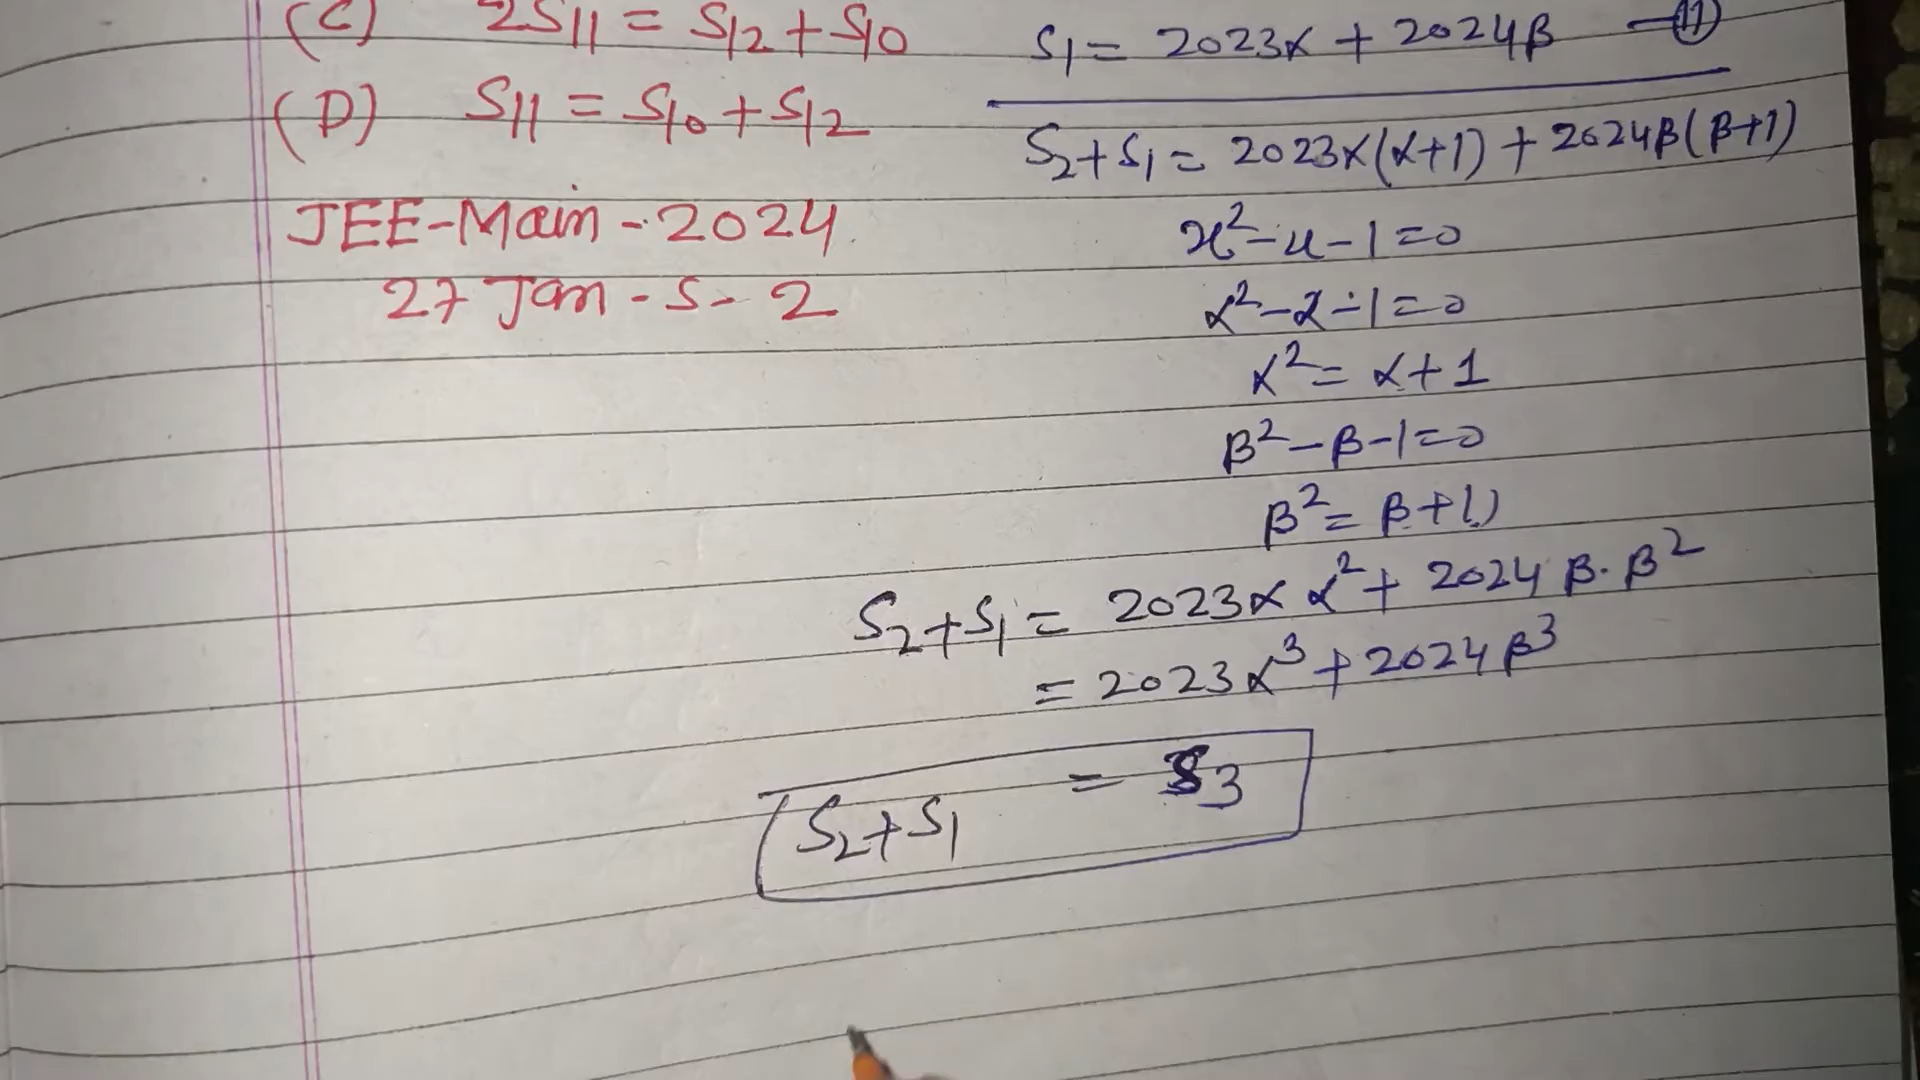 (C) 2S11 = S12 + S10
(D) S11 = S10 + S12
JEE-Main-2024
27 Jan - S - 2
S1 = 2023α + 2024β —(11)
S2 + S1 = 2023α(α+1) + 2024β(β+1)
x² - x - 1 = 0
α² - α - 1 = 0
α² = α + 1
β² - β - 1 = 0
β² = β + 1
S2 + S1 = 2023α α² + 2024 β · β²
= 2023α³ + 2024β³
S2 + S1 = S3